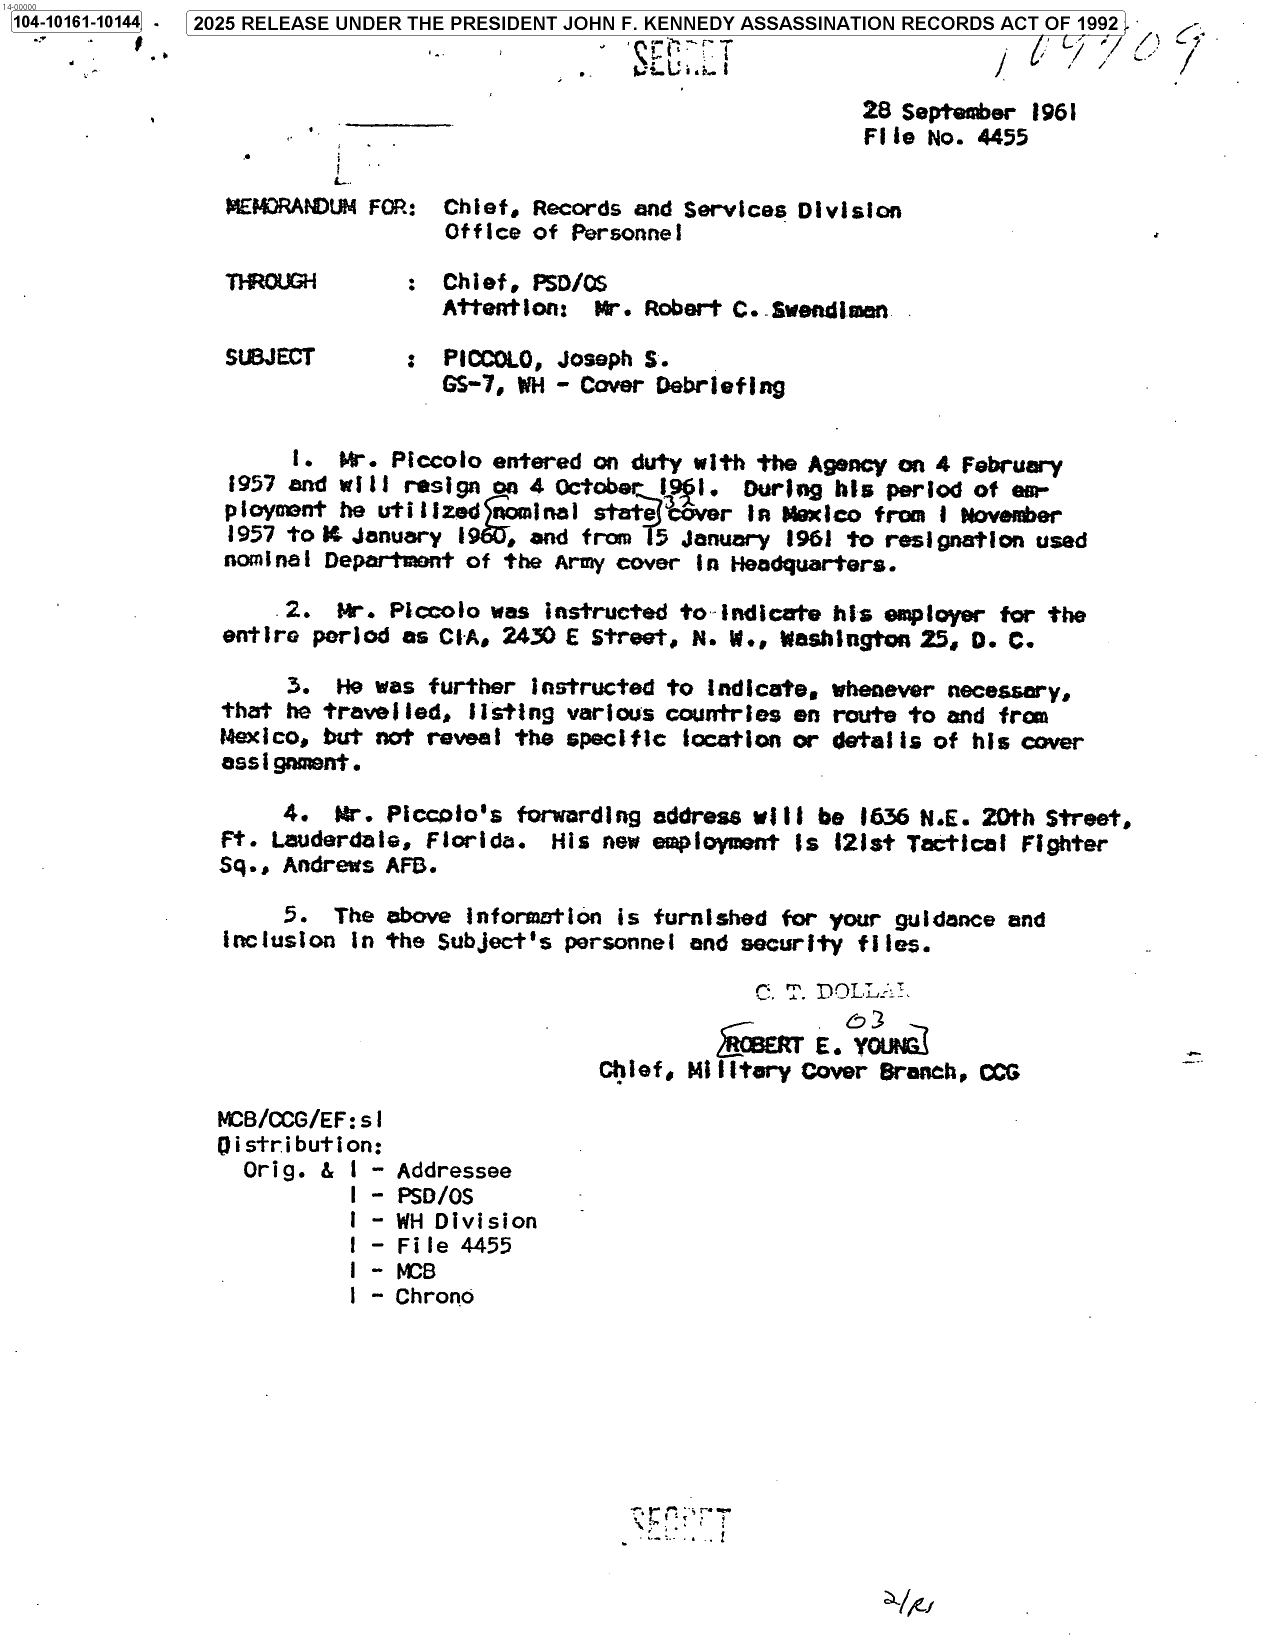 14-00000
104-10161-10144
2025 RELEASE UNDER THE PRESIDENT JOHN F. KENNEDY ASSASSINATION RECORDS ACT OF 1992
SECRET
28 September 1961
File No. 4455
MEMORANDUM FOR: Chief, Records and Services Division
Office of Personnel
THROUGH : Chief, PSD/OS
Attention: Mr. Robert C. Swendiman
SUBJECT : PICCOLO, Joseph S.
GS-7, WH - Cover Debriefing
1. Mr. Piccolo entered on duty with the Agency on 4 February
1957 and will resign on 4 October 1961. During his period of em-
ployment he utilized nominal state cover in Mexico from 1 November
1957 to January 1960, and from 15 January 1961 to resignation used
nominal Department of the Army cover in Headquarters.
2. Mr. Piccolo was instructed to indicate his employer for the
entire period as CIA, 2430 E Street, N. W., Washington 25, D. C.
3. He was further instructed to indicate, whenever necessary,
that he travelled, listing various countries en route to and from
Mexico, but not reveal the specific location or details of his cover
assignment.
4. Mr. Piccolo's forwarding address will be 1636 N.E. 20th Street,
Ft. Lauderdale, Florida. His new employment is 121st Tactical Fighter
Sq., Andrews AFB.
5. The above information is furnished for your guidance and
inclusion in the Subject's personnel and security files.
C. T.
03
ROBERT E. YOUNG
Chief, Military Cover Branch, CCG
MCB/CCG/EF:sl
Distribution:
Orig. & 1 - Addressee
1 - PSD/OS
1 - WH Division
1 - File 4455
1 - MCB
1 - Chrono
SECRET